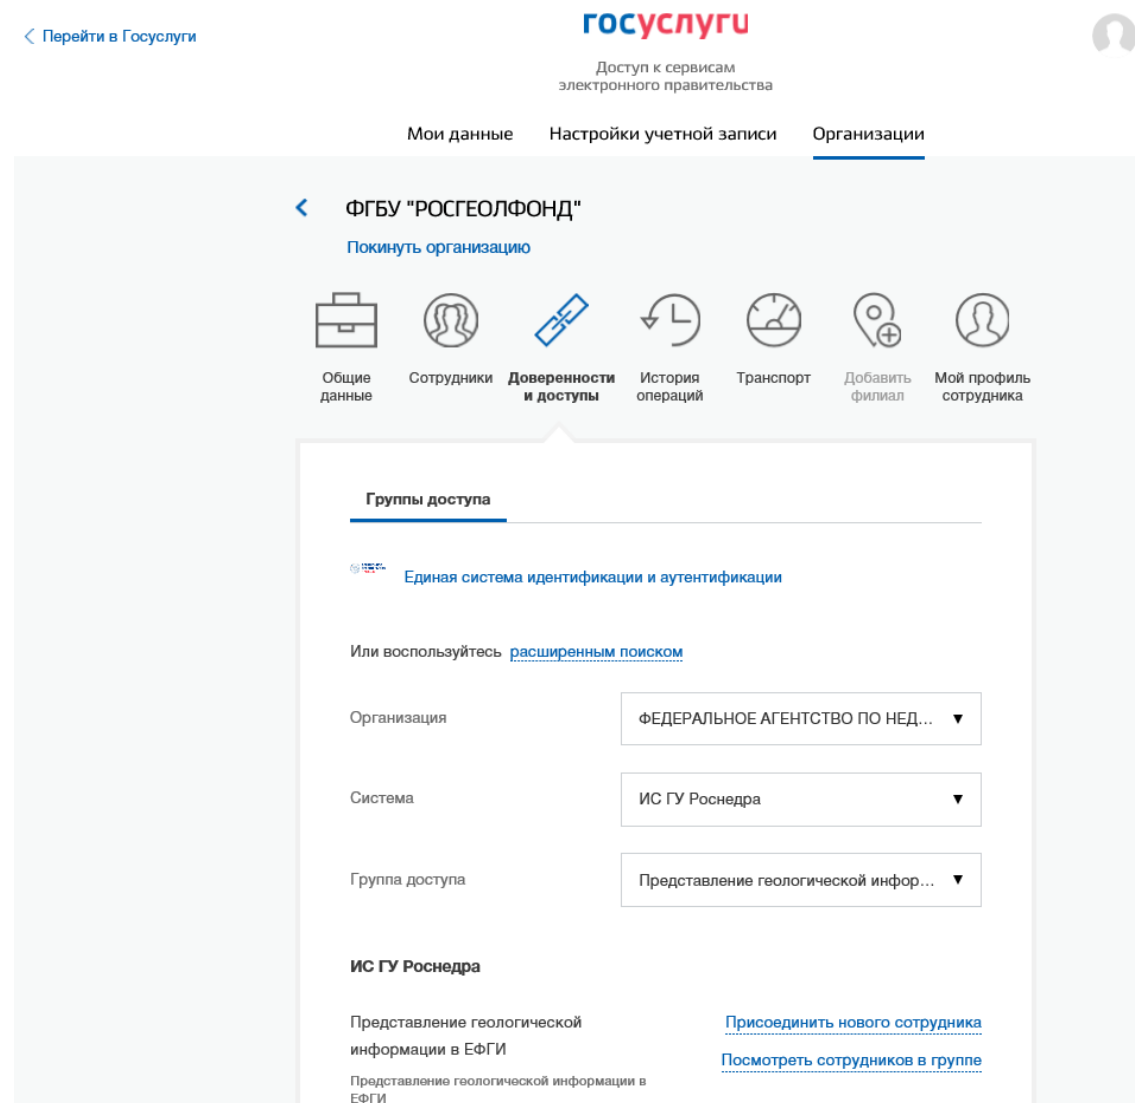 Перейти в Госуслуги
госуслуги
Доступ к сервисам
электронного правительства
Мои данные Настройки учетной записи Организации
ФГБУ "РОСГЕОЛФОНД"
Покинуть организацию
Общие данные
Сотрудники
Доверенности и доступы
История операций
Транспорт
Добавить филиал
Мой профиль сотрудника
Группы доступа
Единая система идентификации и аутентификации
Или воспользуйтесь расширенным поиском
Организация ФЕДЕРАЛЬНОЕ АГЕНТСТВО ПО НЕД...
Система ИС ГУ Роснедра
Группа доступа Представление геологической инфор...
ИС ГУ Роснедра
Представление геологической
информации в ЕФГИ
Представление геологической информации в
ЕФГИ
Присоединить нового сотрудника
Посмотреть сотрудников в группе